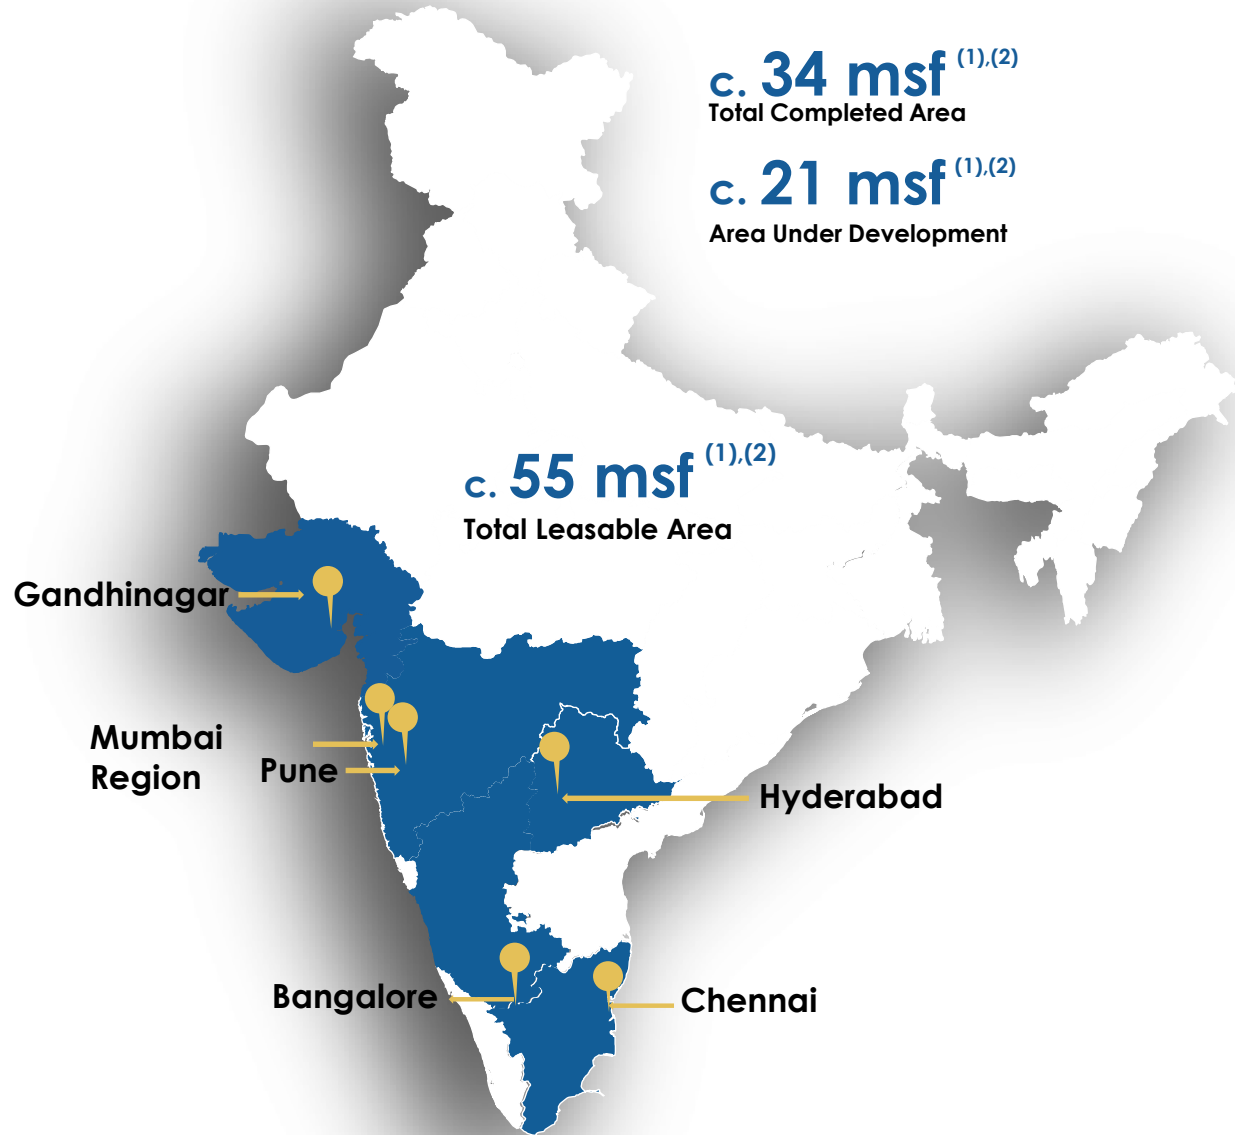 c. 34 msf (1),(2)
Total Completed Area
c. 21 msf (1),(2)
Area Under Development
c. 55 msf (1),(2)
Total Leasable Area
Gandhinagar
Mumbai
Region
Pune
Hyderabad
Bangalore
Chennai